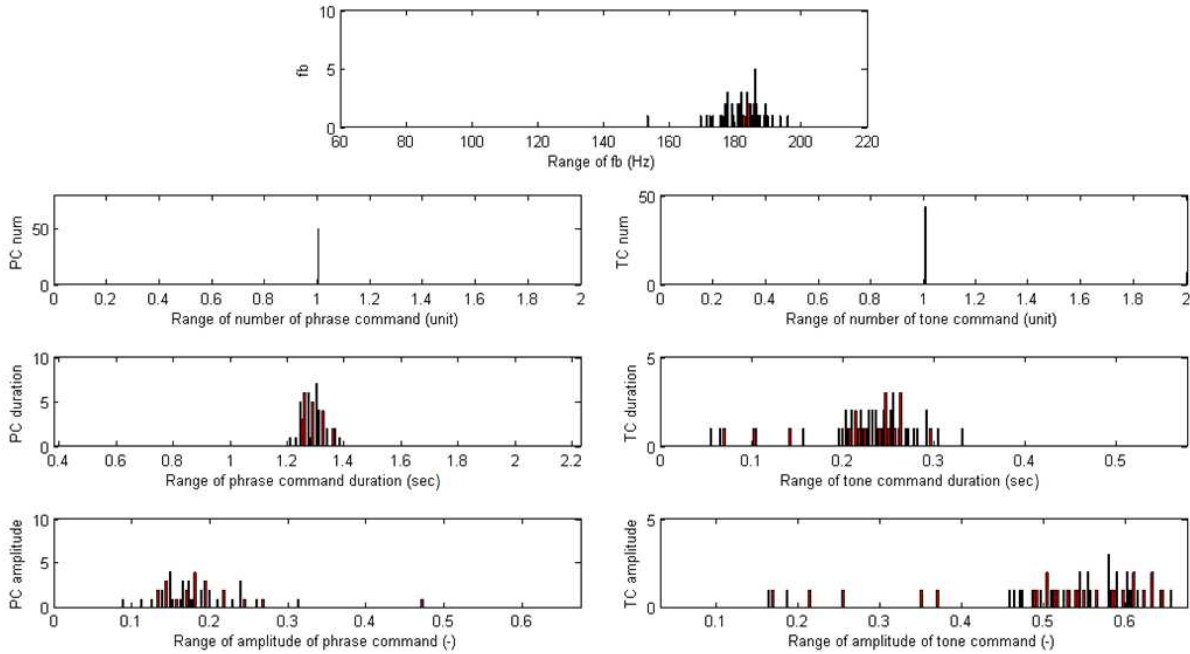 10
5
0
fb
60 80 100 120 140 160 180 200 220
Range of fb (Hz)
50
0
PC num
0 0.2 0.4 0.6 0.8 1 1.2 1.4 1.6 1.8 2
Range of number of phrase command (unit)
50
0
TC num
0 0.2 0.4 0.6 0.8 1 1.2 1.4 1.6 1.8 2
Range of number of tone command (unit)
10
5
0
PC duration
0.4 0.6 0.8 1 1.2 1.4 1.6 1.8 2 2.2
Range of phrase command duration (sec)
5
0
TC duration
0 0.1 0.2 0.3 0.4 0.5
Range of tone command duration (sec)
10
5
0
PC amplitude
0.1 0.2 0.3 0.4 0.5 0.6
Range of amplitude of phrase command (-)
5
0
TC amplitude
0.1 0.2 0.3 0.4 0.5 0.6
Range of amplitude of tone command (-)